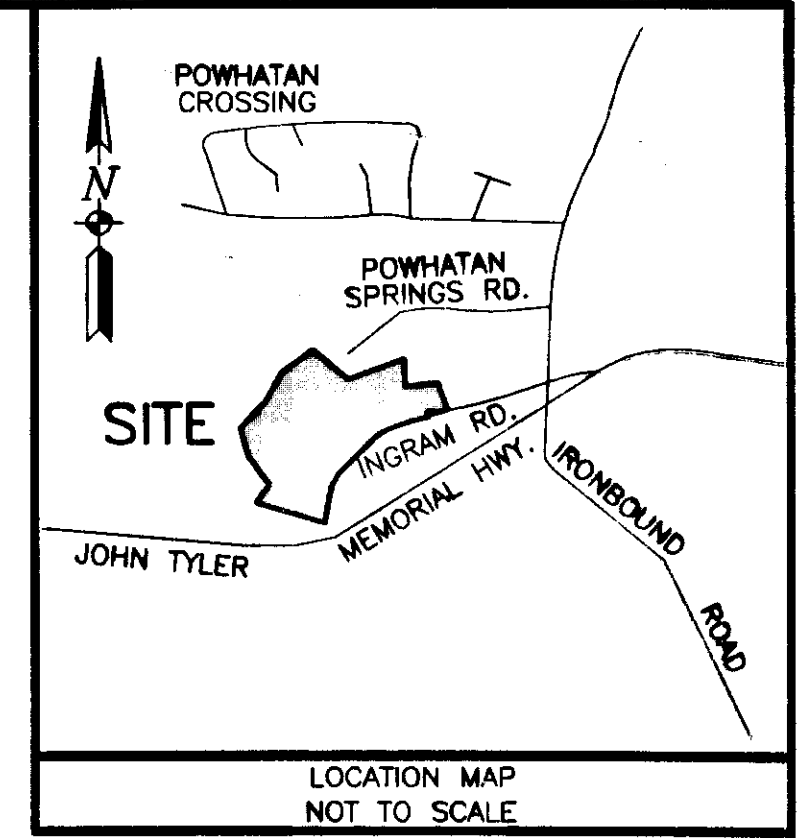 POWHATAN
CROSSING
N
POWHATAN
SPRINGS RD.
SITE
INGRAM RD.
MEMORIAL HWY.
IRONBOUND
JOHN TYLER
ROAD
LOCATION MAP
NOT TO SCALE